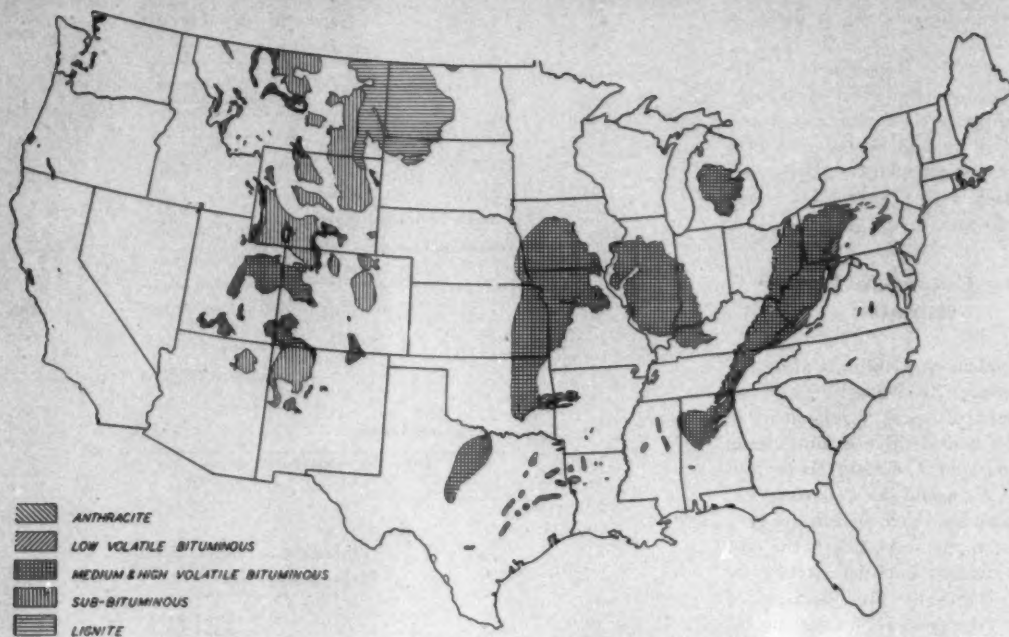 ANTHRACITE
LOW VOLATILE BITUMINOUS
MEDIUM & HIGH VOLATILE BITUMINOUS
SUB-BITUMINOUS
LIGNITE